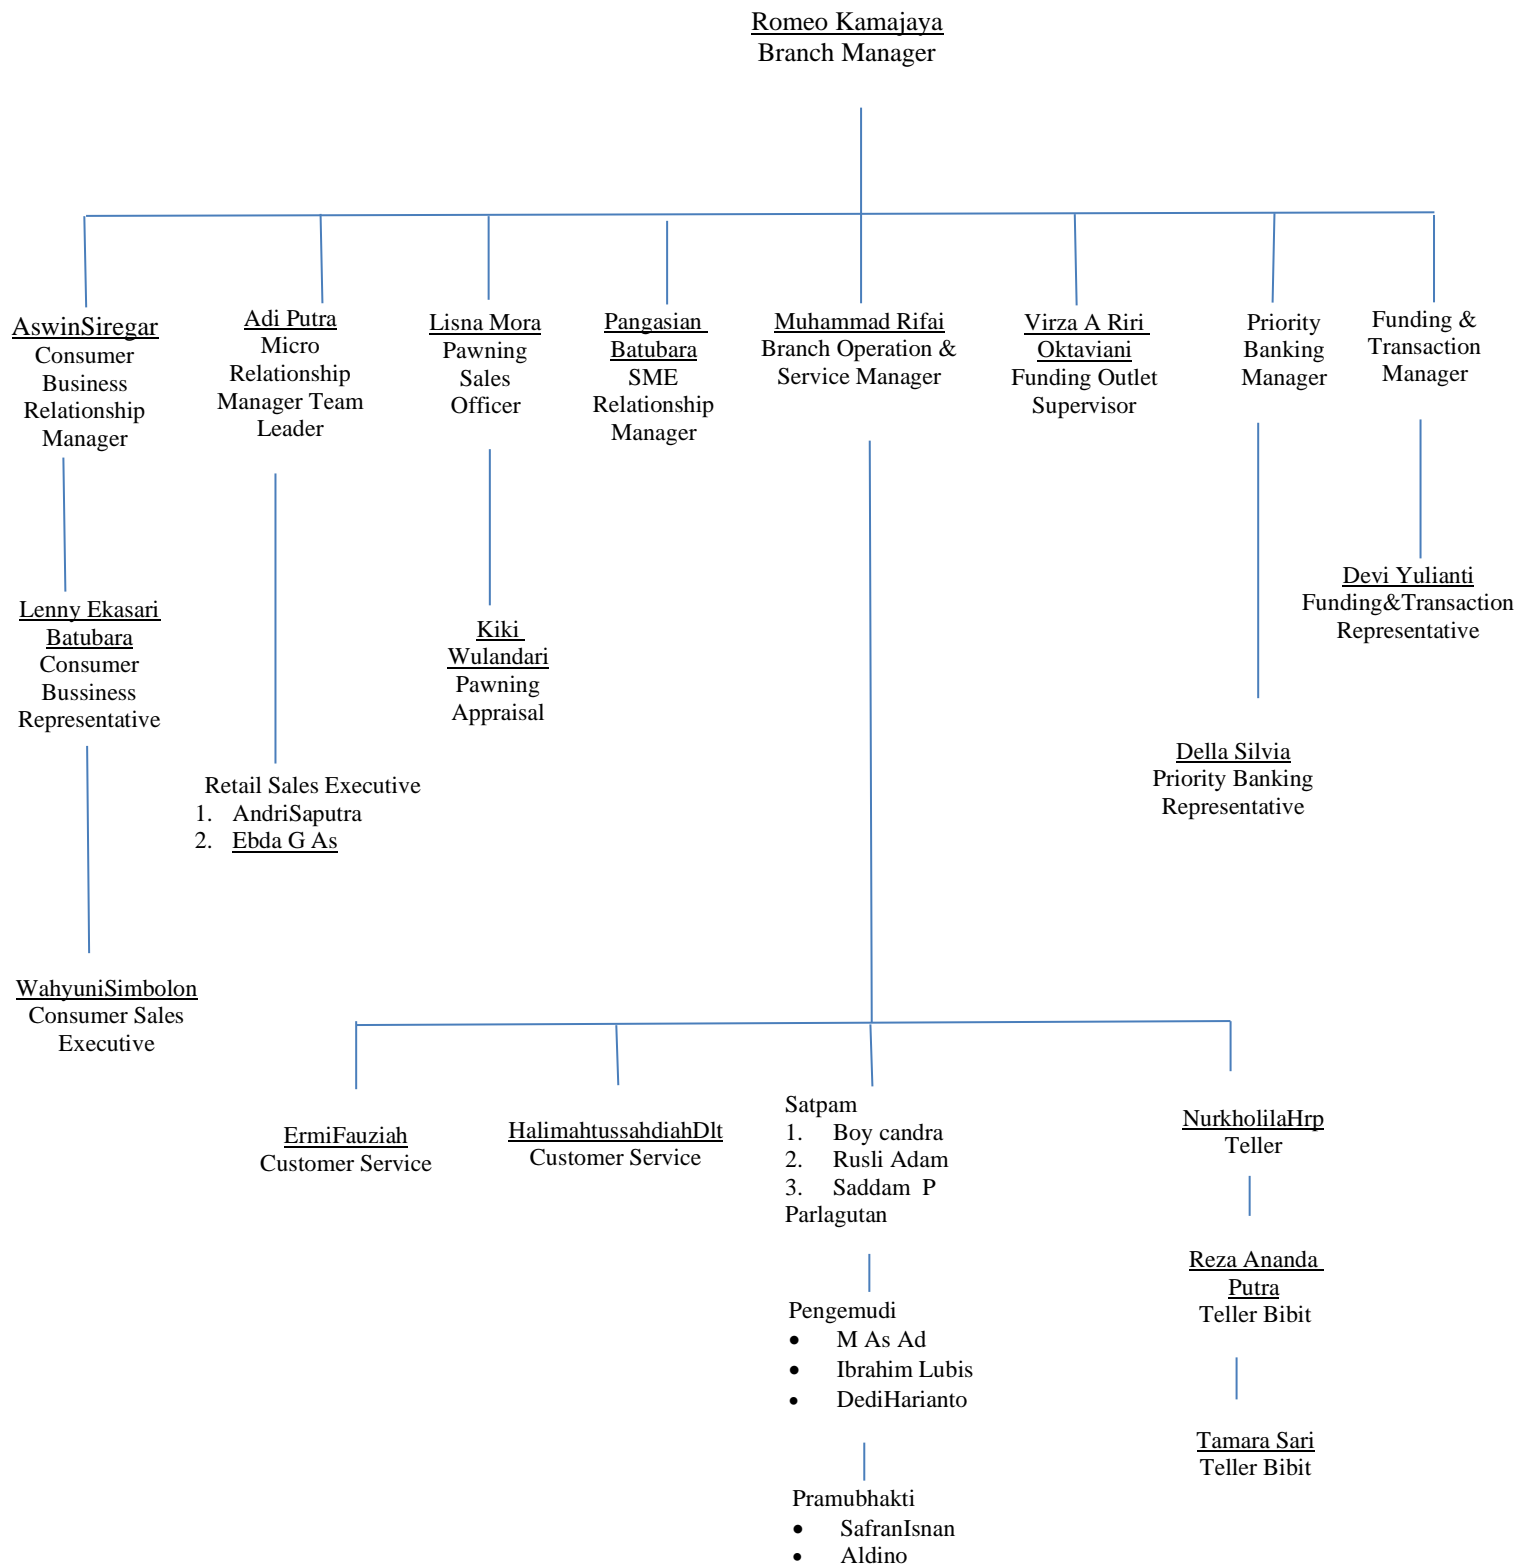 Romeo Kamajaya
Branch Manager
AswinSiregar
Consumer
Business
Relationship
Manager
Adi Putra
Micro
Relationship
Manager Team
Leader
Lisna Mora
Pawning
Sales
Officer
Pangasian
Batubara
SME
Relationship
Manager
Muhammad Rifai
Branch Operation &
Service Manager
Virza A Riri
Oktaviani
Funding Outlet
Supervisor
Priority
Banking
Manager
Funding &
Transaction
Manager
Lenny Ekasari
Batubara
Consumer
Bussiness
Representative
Kiki
Wulandari
Pawning
Appraisal
Devi Yulianti
Funding&Transaction
Representative
Retail Sales Executive
1. AndriSaputra
2. Ebda G As
Della Silvia
Priority Banking
Representative
WahyuniSimbolon
Consumer Sales
Executive
ErmiFauziah
Customer Service
HalimahtussahdiahDlt
Customer Service
Satpam
1. Boy candra
2. Rusli Adam
3. Saddam P
Parlagutan
NurkholilaHrp
Teller
Reza Ananda
Putra
Teller Bibit
Pengemudi
• M As Ad
• Ibrahim Lubis
• DediHarianto
Tamara Sari
Teller Bibit
Pramubhakti
• SafranIsnan
• Aldino